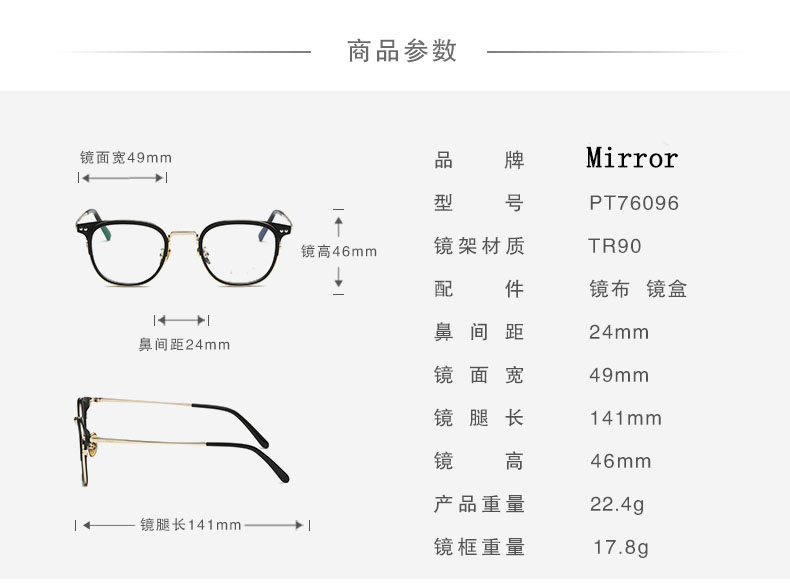 商品参数
镜面宽49mm
镜高46mm
鼻间距24mm
镜腿长141mm
品牌 Mirror
型号 PT76096
镜架材质 TR90
配件 镜布 镜盒
鼻间距 24mm
镜面宽 49mm
镜腿长 141mm
镜高 46mm
产品重量 22.4g
镜框重量 17.8g